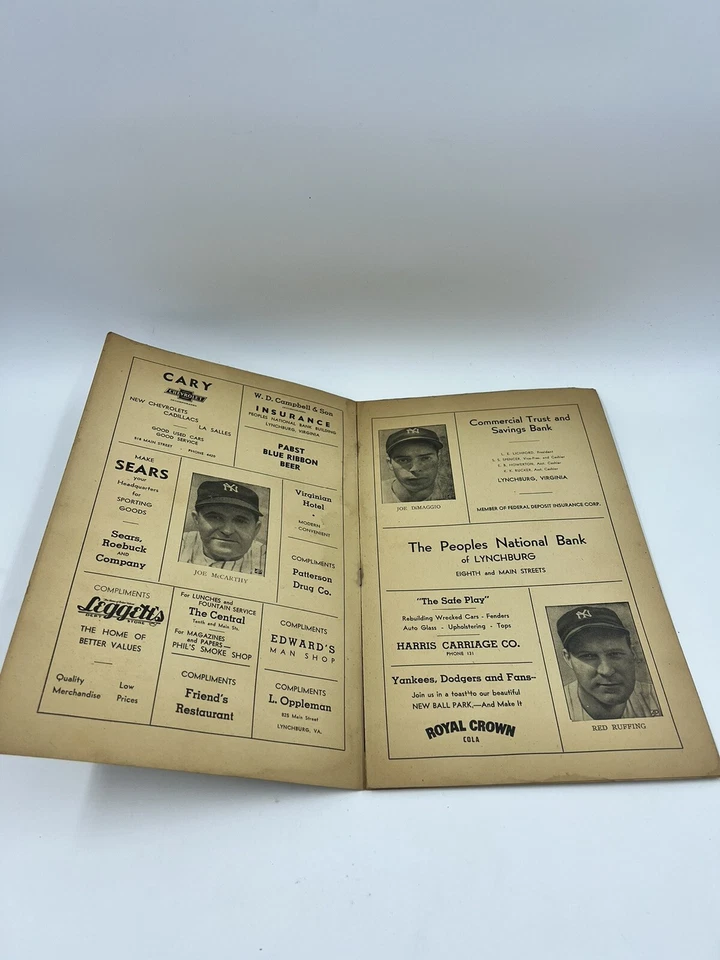 CARY
CHEVROLET
NEW CHEVROLETS
CADILLACS
LA SALLES
GOOD USED CARS
GOOD SERVICE
W. D. Campbell & Son
INSURANCE
PEOPLES NATIONAL BANK BUILDING
LYNCHBURG, VIRGINIA
PABST
BLUE RIBBON
BEER
MAKE
SEARS
your
Headquarters
for
SPORTING
GOODS
Sears,
Roebuck
AND
Company
JOE McCARTHY
Virginian
Hotel
MODERN
- CONVENIENT
COMPLIMENTS
Patterson
Drug Co.
COMPLIMENTS
Leggett's
DEPT. STORE
THE HOME OF
BETTER VALUES
Quality Low
Merchandise Prices
For LUNCHES and
FOUNTAIN SERVICE
The Central
Tenth and Main Sts.
For MAGAZINES
and PAPERS—
PHIL'S SMOKE SHOP
COMPLIMENTS
EDWARD'S
MAN SHOP
COMPLIMENTS
Friend's
Restaurant
COMPLIMENTS
L. Oppleman
LYNCHBURG, VA.
JOE DiMAGGIO
Commercial Trust and
Savings Bank
LYNCHBURG, VIRGINIA
MEMBER OF FEDERAL DEPOSIT INSURANCE CORP.
The Peoples National Bank
of LYNCHBURG
EIGHTH and MAIN STREETS
"The Safe Play"
Rebuilding Wrecked Cars - Fenders
Auto Glass - Upholstering - Tops
HARRIS CARRIAGE CO.
PHONE 131
Yankees, Dodgers and Fans—
Join us in a toast to our beautiful
NEW BALL PARK,—And Make It
ROYAL CROWN
COLA
RED RUFFING